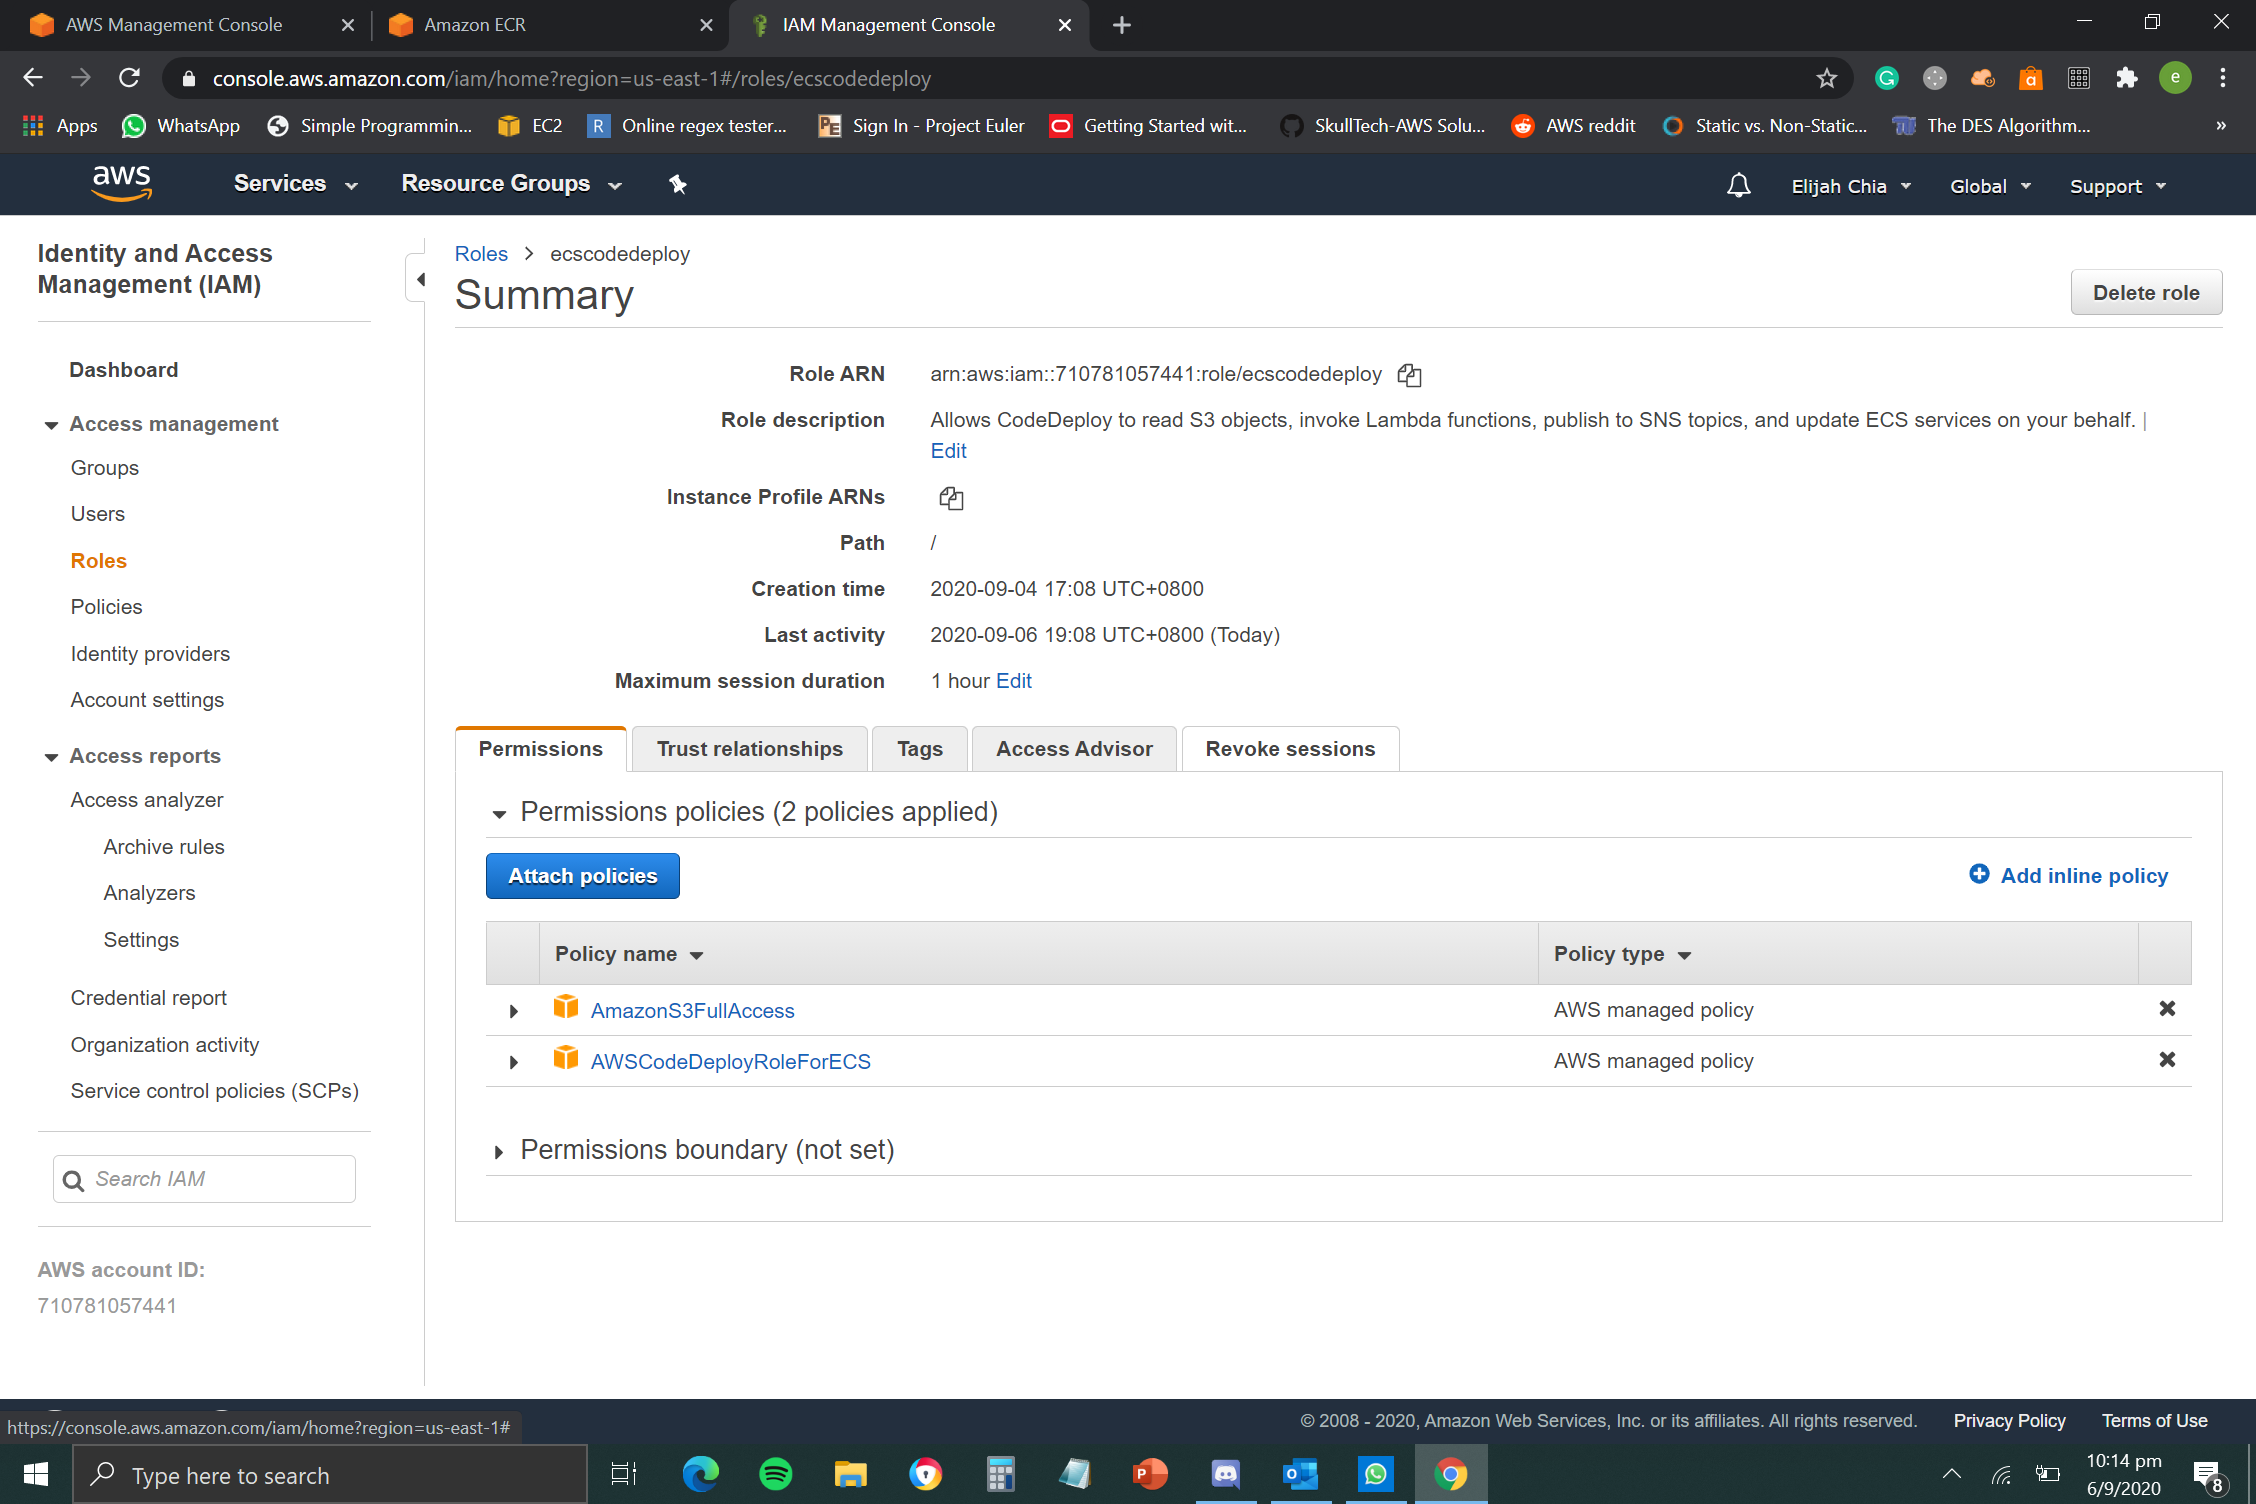 AWS Management Console
Amazon ECR
IAM Management Console
console.aws.amazon.com/iam/home?region=us-east-1#/roles/ecscodedeploy
e
Apps
WhatsApp
Simple Programmin...
EC2
R
Online regex tester...
PE
Sign In - Project Euler
Getting Started wit...
SkullTech-AWS Solu...
AWS reddit
Static vs. Non-Static...
The DES Algorithm...
»
aws
Services
Resource Groups
Elijah Chia
Global
Support
Identity and Access
Management (IAM)
Dashboard
Access management
Groups
Users
Roles
Policies
Identity providers
Account settings
Access reports
Access analyzer
Archive rules
Analyzers
Settings
Credential report
Organization activity
Service control policies (SCPs)
Search IAM
AWS account ID:
710781057441
Roles > ecscodedeploy
Summary
Delete role
Role ARN arn:aws:iam::710781057441:role/ecscodedeploy
Role description Allows CodeDeploy to read S3 objects, invoke Lambda functions, publish to SNS topics, and update ECS services on your behalf. |
Edit
Instance Profile ARNs
Path /
Creation time 2020-09-04 17:08 UTC+0800
Last activity 2020-09-06 19:08 UTC+0800 (Today)
Maximum session duration 1 hour Edit
Permissions
Trust relationships
Tags
Access Advisor
Revoke sessions
Permissions policies (2 policies applied)
Attach policies
Add inline policy
Policy name
Policy type
AmazonS3FullAccess AWS managed policy
AWSCodeDeployRoleForECS AWS managed policy
Permissions boundary (not set)
https://console.aws.amazon.com/iam/home?region=us-east-1#
© 2008 - 2020, Amazon Web Services, Inc. or its affiliates. All rights reserved.
Privacy Policy
Terms of Use
Type here to search
10:14 pm
6/9/2020
8